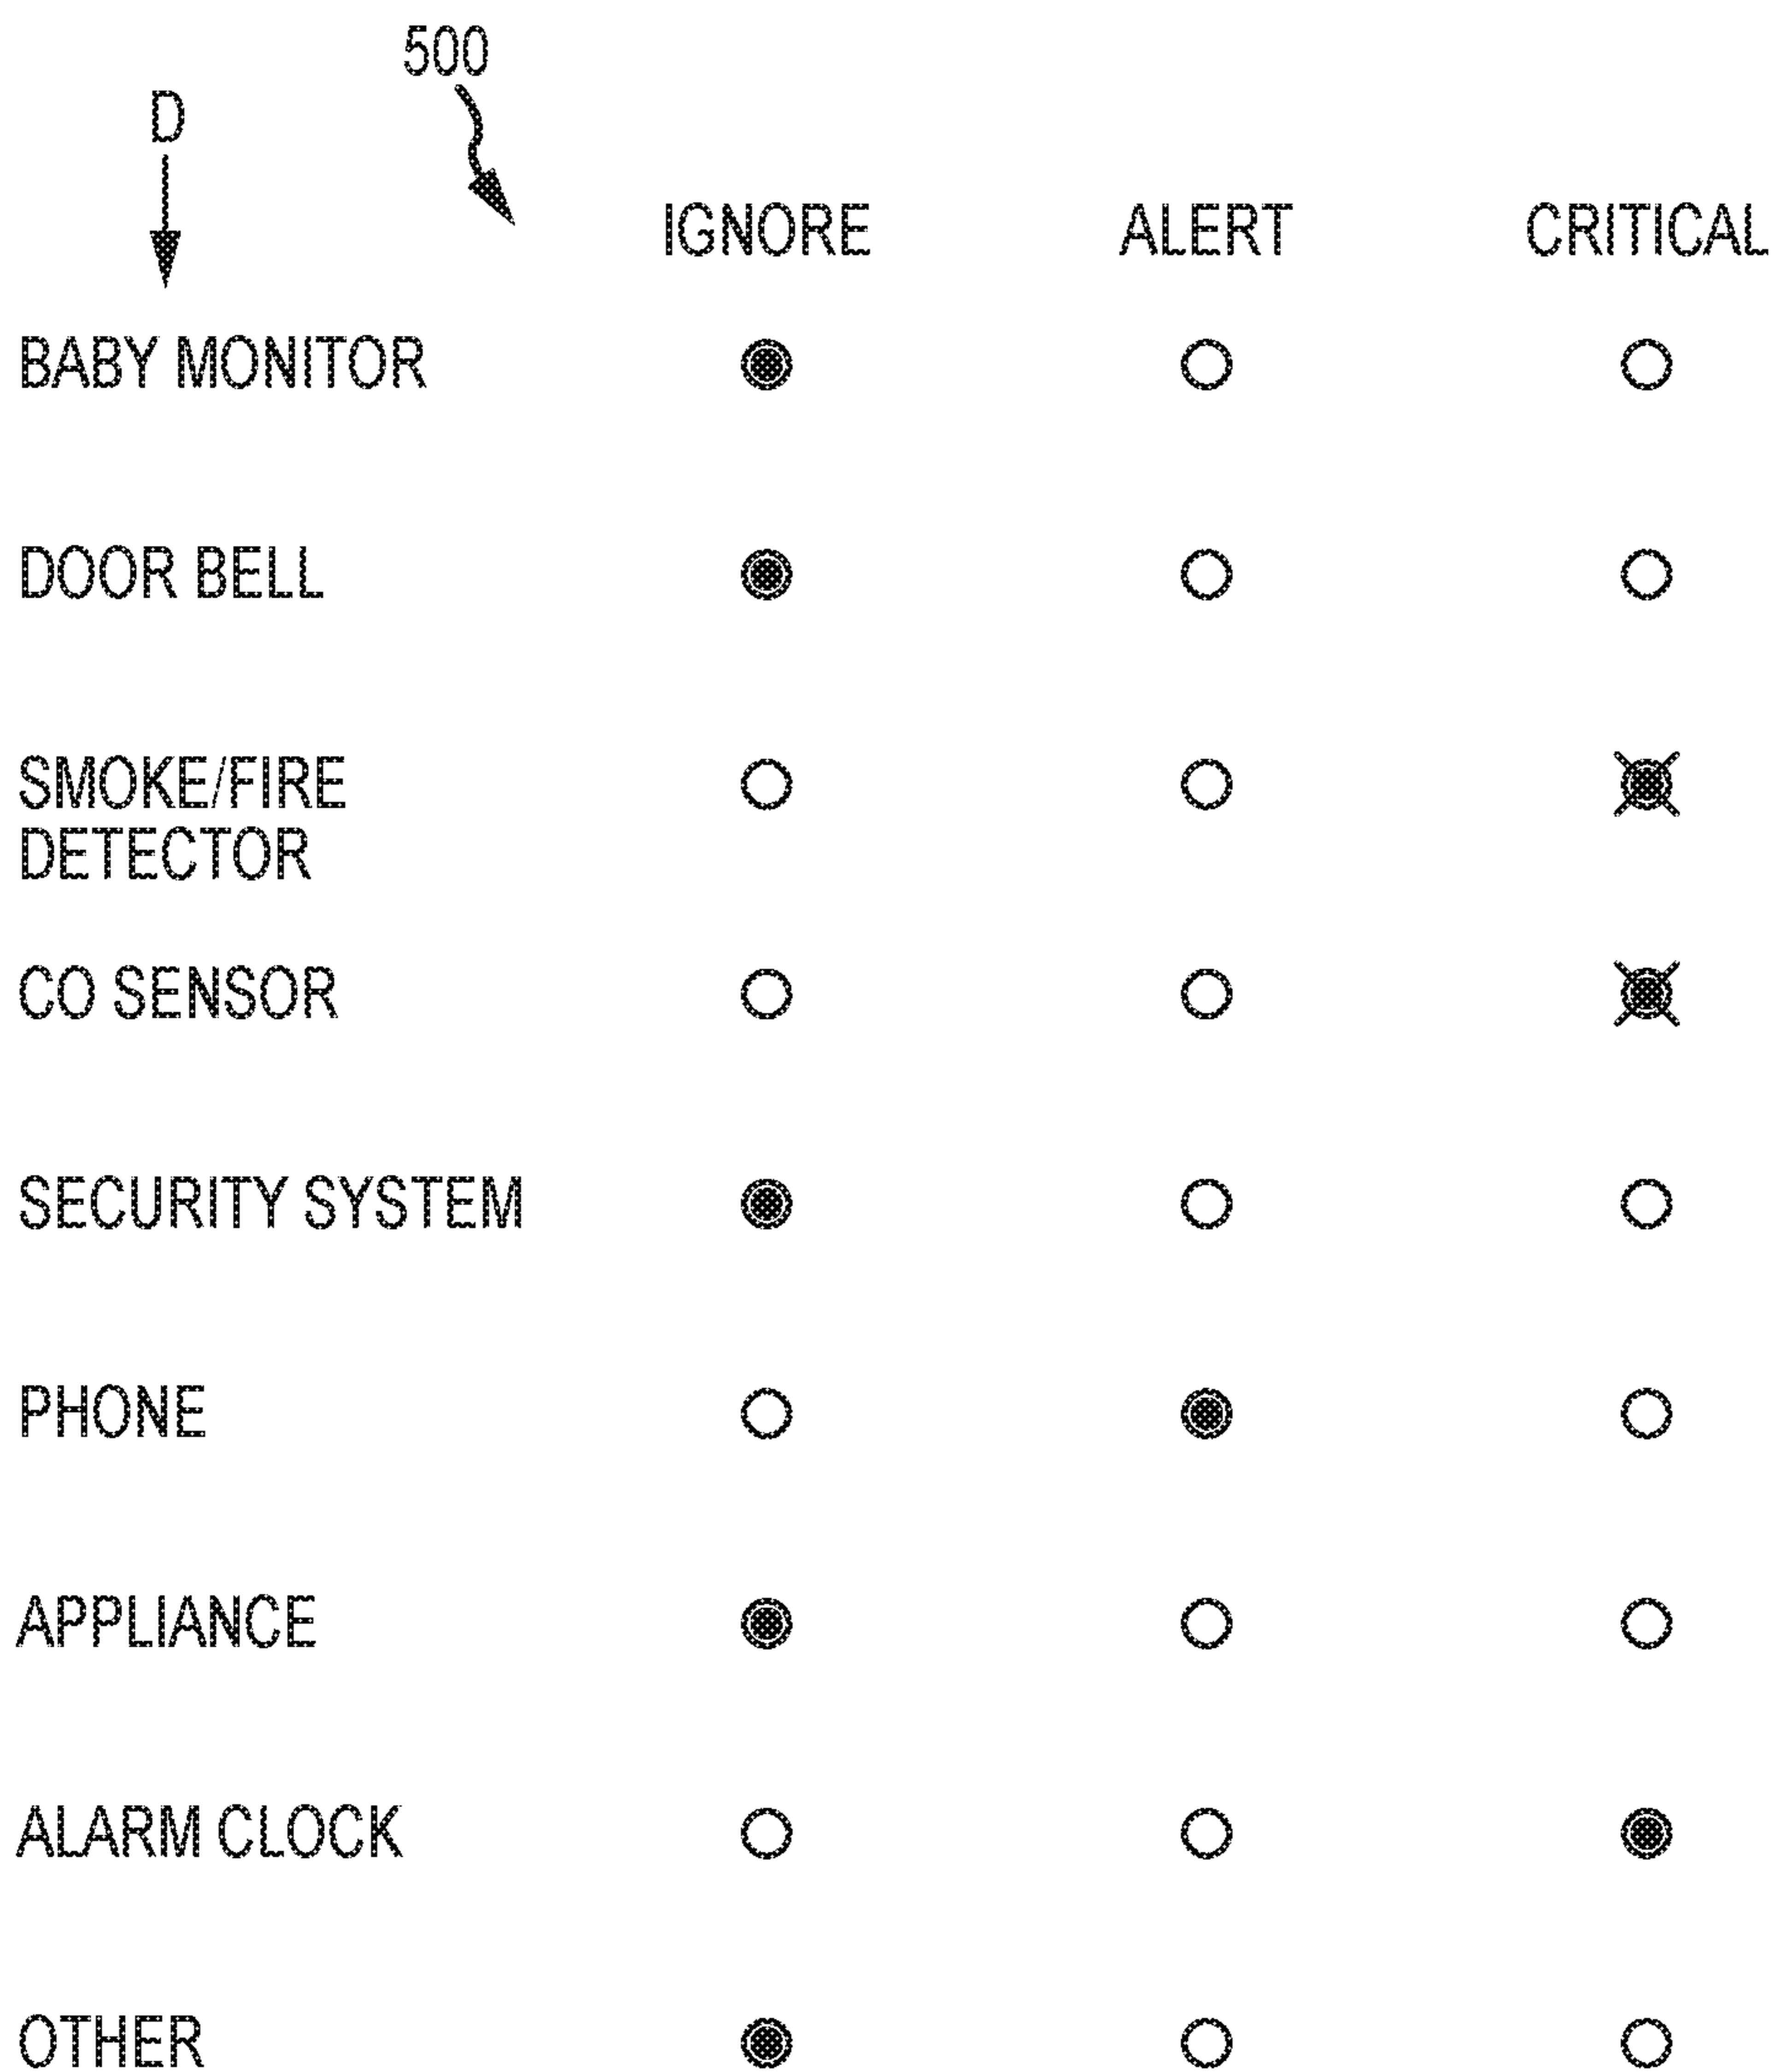 500
D
IGNORE ALERT CRITICAL
BABY MONITOR
DOOR BELL
SMOKE/FIRE
DETECTOR
CO SENSOR
SECURITY SYSTEM
PHONE
APPLIANCE
ALARM CLOCK
OTHER